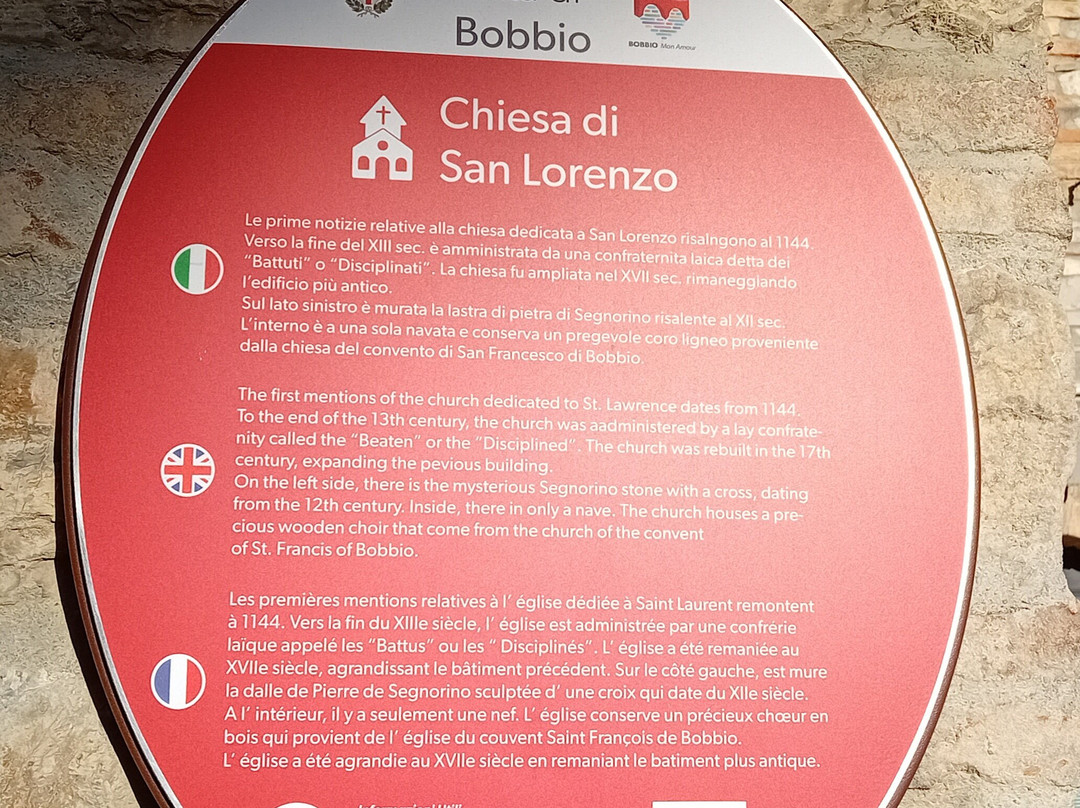 Bobbio
BOBBIO Mon Amour
Chiesa di
San Lorenzo
Le prime notizie relative alla chiesa dedicata a San Lorenzo risalngono al 1144.
Verso la fine del XIII sec. è amministrata da una confraternita laica detta dei
“Battuti” o “Disciplinati”. La chiesa fu ampliata nel XVII sec. rimaneggiando
l’edificio più antico.
Sul lato sinistro è murata la lastra di pietra di Segnorino risalente al XII sec.
L’interno è a una sola navata e conserva un pregevole coro ligneo proveniente
dalla chiesa del convento di San Francesco di Bobbio.
The first mentions of the church dedicated to St. Lawrence dates from 1144.
To the end of the 13th century, the church was aadministered by a lay confrate-
nity called the “Beaten” or the “Disciplined”. The church was rebuilt in the 17th
century, expanding the pevious building.
On the left side, there is the mysterious Segnorino stone with a cross, dating
from the 12th century. Inside, there in only a nave. The church houses a pre-
cious wooden choir that come from the church of the convent
of St. Francis of Bobbio.
Les premières mentions relatives à l’ église dédiée à Saint Laurent remontent
à 1144. Vers la fin du XIIIe siècle, l’ église est administrée par une confrérie
laïque appelé les “Battus” ou les “ Disciplinés”. L’ église a été remaniée au
XVIIe siècle, agrandissant le bâtiment précédent. Sur le côté gauche, est mure
la dalle de Pierre de Segnorino sculptée d’ une croix qui date du XIIe siècle.
A l’ intérieur, il y a seulement une nef. L’ église conserve un précieux chœur en
bois qui provient de l’ église du couvent Saint François de Bobbio.
L’ église a été agrandie au XVIIe siècle en remaniant le batiment plus antique.